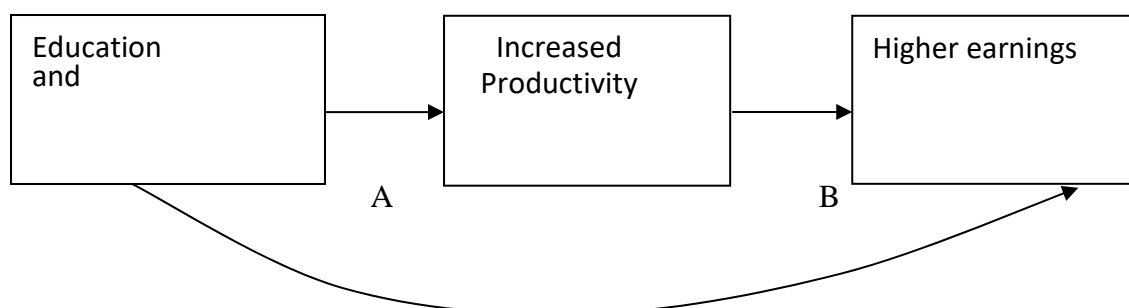 Education
and
Increased
Productivity
Higher earnings
A
B